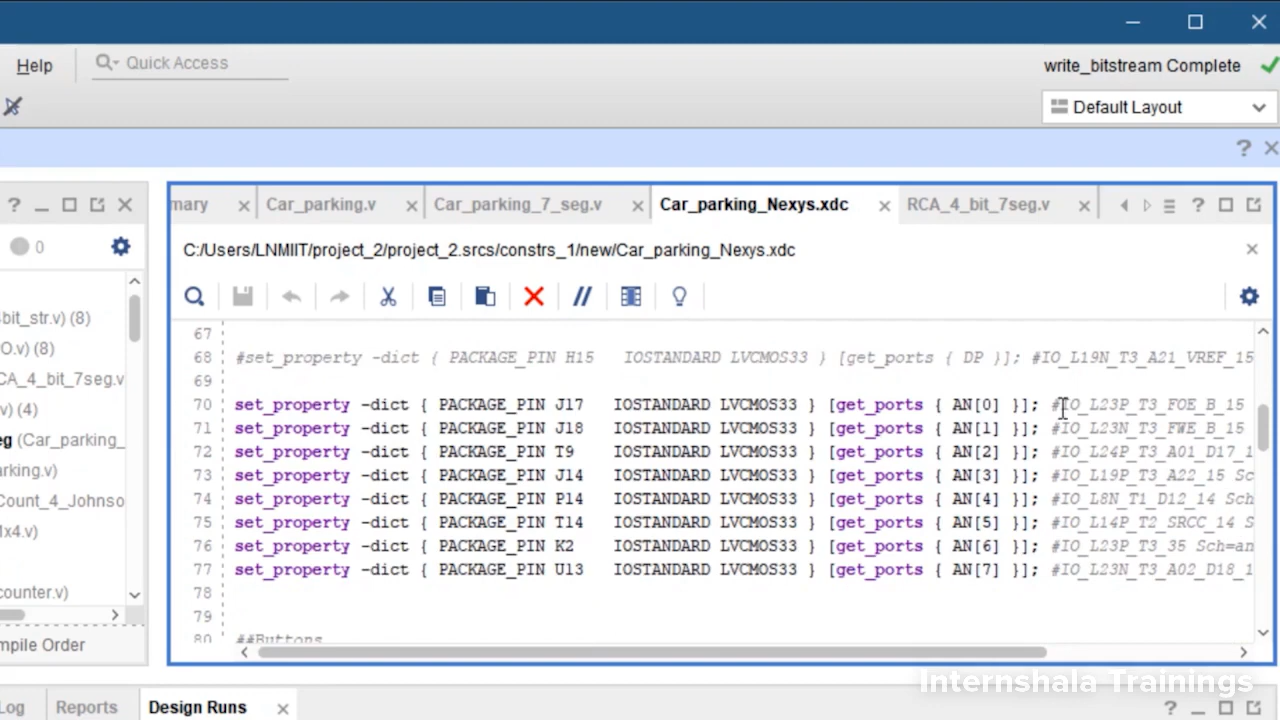 Help
Quick Access
write_bitstream Complete
Default Layout
mary
Car_parking.v
Car_parking_7_seg.v
Car_parking_Nexys.xdc
RCA_4_bit_7seg.v
0
C:/Users/LNMIIT/project_2/project_2.srcs/constrs_1/new/Car_parking_Nexys.xdc
bit_str.v) (8)
O.v) (8)
CA_4_bit_7seg.v
v) (4)
eg (Car_parking_
arking.v)
Count_4_Johnso
1x4.v)
counter.v)
mpile Order
67
68 #set_property -dict { PACKAGE_PIN H15 IOSTANDARD LVCMOS33 } [get_ports { DP }]; #IO_L19N_T3_A21_VREF_15
69
70 set_property -dict { PACKAGE_PIN J17 IOSTANDARD LVCMOS33 } [get_ports { AN[0] }]; #IO_L23P_T3_FOE_B_15
71 set_property -dict { PACKAGE_PIN J18 IOSTANDARD LVCMOS33 } [get_ports { AN[1] }]; #IO_L23N_T3_FWE_B_15
72 set_property -dict { PACKAGE_PIN T9 IOSTANDARD LVCMOS33 } [get_ports { AN[2] }]; #IO_L24P_T3_A01_D17_1
73 set_property -dict { PACKAGE_PIN J14 IOSTANDARD LVCMOS33 } [get_ports { AN[3] }]; #IO_L19P_T3_A22_15 Sc
74 set_property -dict { PACKAGE_PIN P14 IOSTANDARD LVCMOS33 } [get_ports { AN[4] }]; #IO_L8N_T1_D12_14 Sch
75 set_property -dict { PACKAGE_PIN T14 IOSTANDARD LVCMOS33 } [get_ports { AN[5] }]; #IO_L14P_T2_SRCC_14 S
76 set_property -dict { PACKAGE_PIN K2 IOSTANDARD LVCMOS33 } [get_ports { AN[6] }]; #IO_L23P_T3_35 Sch=an
77 set_property -dict { PACKAGE_PIN U13 IOSTANDARD LVCMOS33 } [get_ports { AN[7] }]; #IO_L23N_T3_A02_D18_1
78
79
80 ##Buttons
Internshala Trainings
Log
Reports
Design Runs